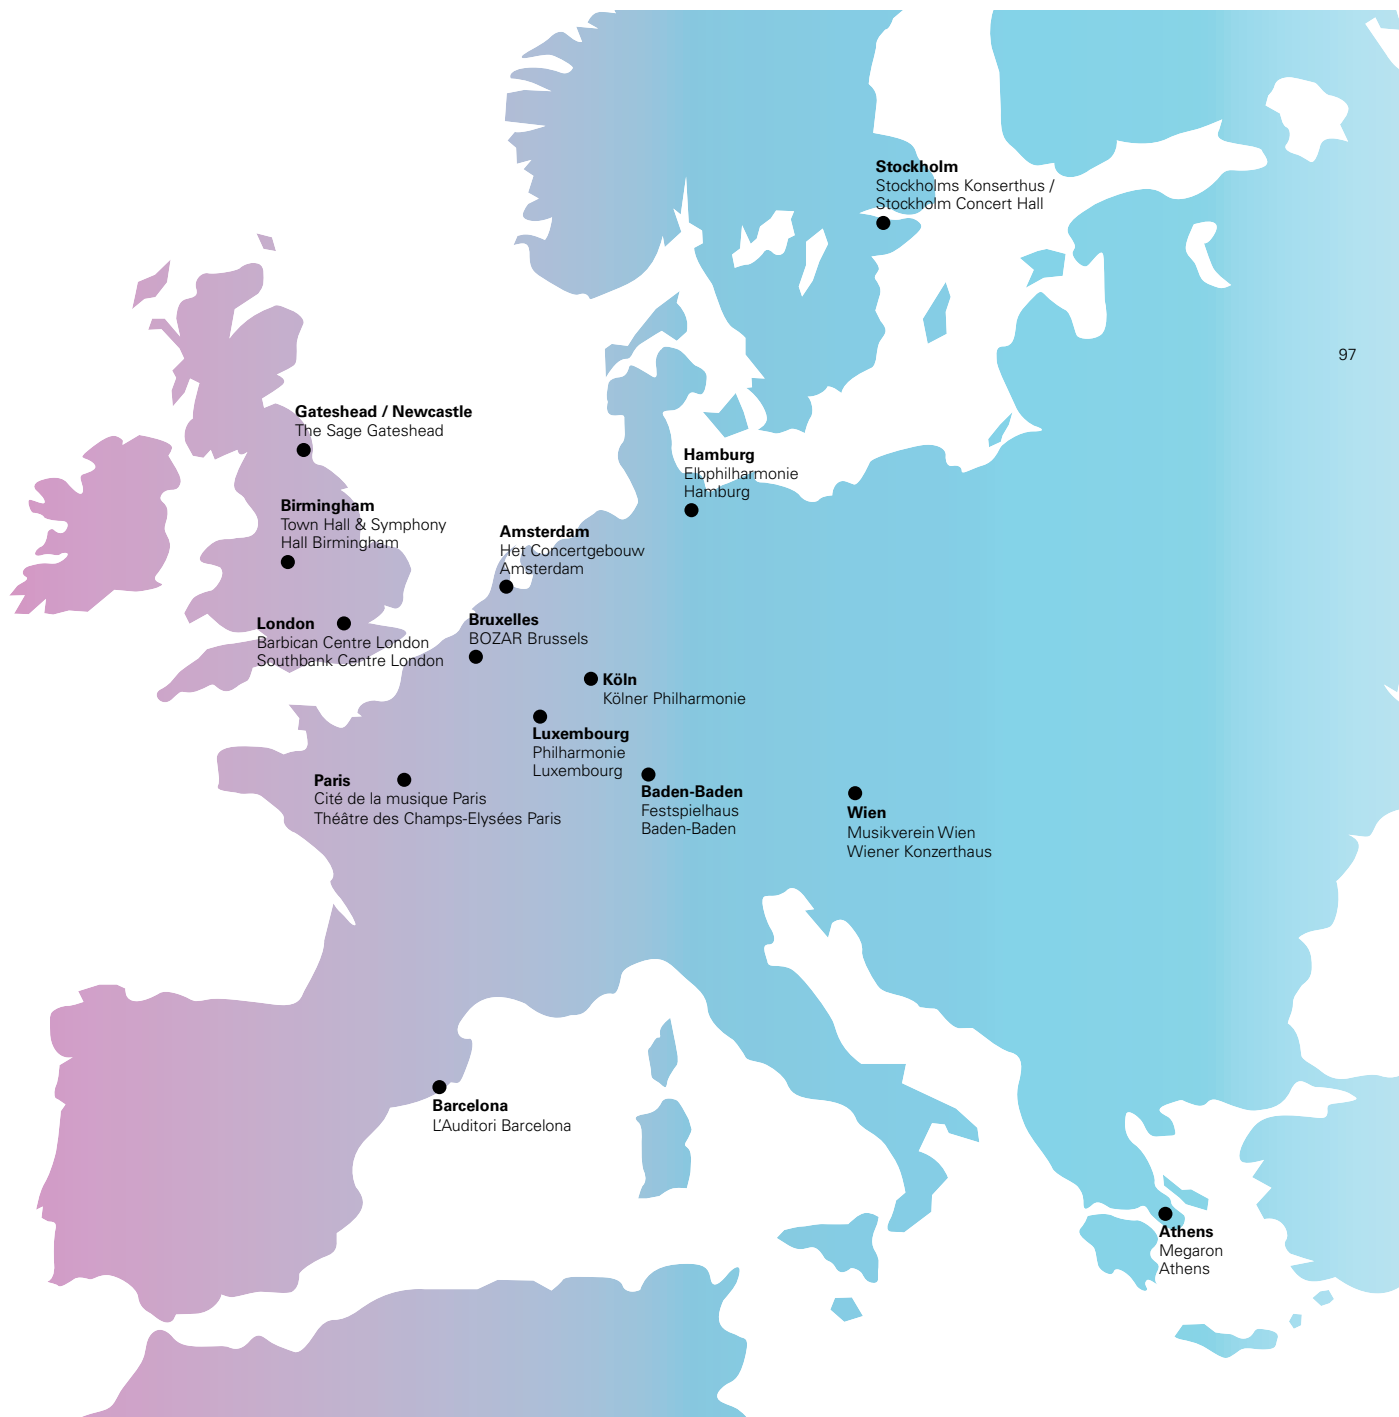 Stockholm
Stockholms Konserthus /
Stockholm Concert Hall
97
Gateshead / Newcastle
The Sage Gateshead
Hamburg
Elbphilharmonie
Hamburg
Birmingham
Town Hall & Symphony
Hall Birmingham
Amsterdam
Het Concertgebouw
Amsterdam
London
Barbican Centre London
Southbank Centre London
Bruxelles
BOZAR Brussels
Köln
Kölner Philharmonie
Luxembourg
Philharmonie
Luxembourg
Paris
Cité de la musique Paris
Théâtre des Champs-Elysées Paris
Baden-Baden
Festspielhaus
Baden-Baden
Wien
Musikverein Wien
Wiener Konzerthaus
Barcelona
L’Auditori Barcelona
Athens
Megaron
Athens